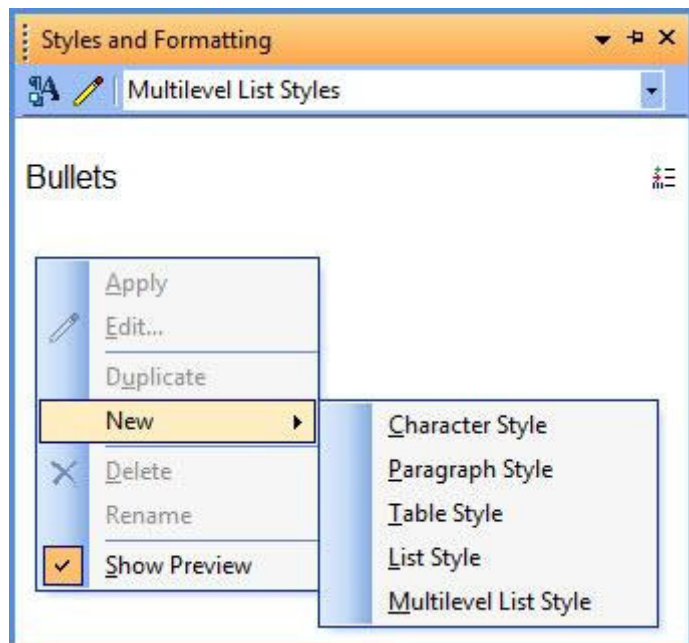 Styles and Formatting
Multilevel List Styles
Bullets
Apply
Edit...
Duplicate
New
Delete
Rename
Show Preview
Character Style
Paragraph Style
Table Style
List Style
Multilevel List Style